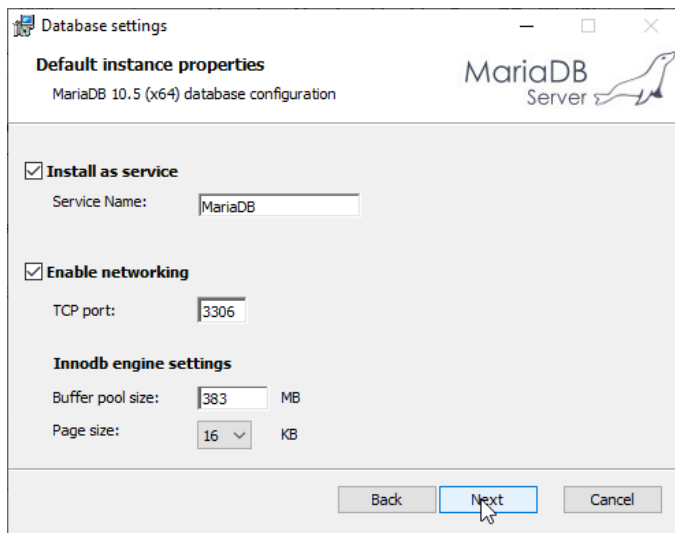 Database settings
Default instance properties
MariaDB 10.5 (x64) database configuration
MariaDB
Server
Install as service
Service Name: MariaDB
Enable networking
TCP port: 3306
Innodb engine settings
Buffer pool size: 383 MB
Page size: 16 KB
Back Next Cancel